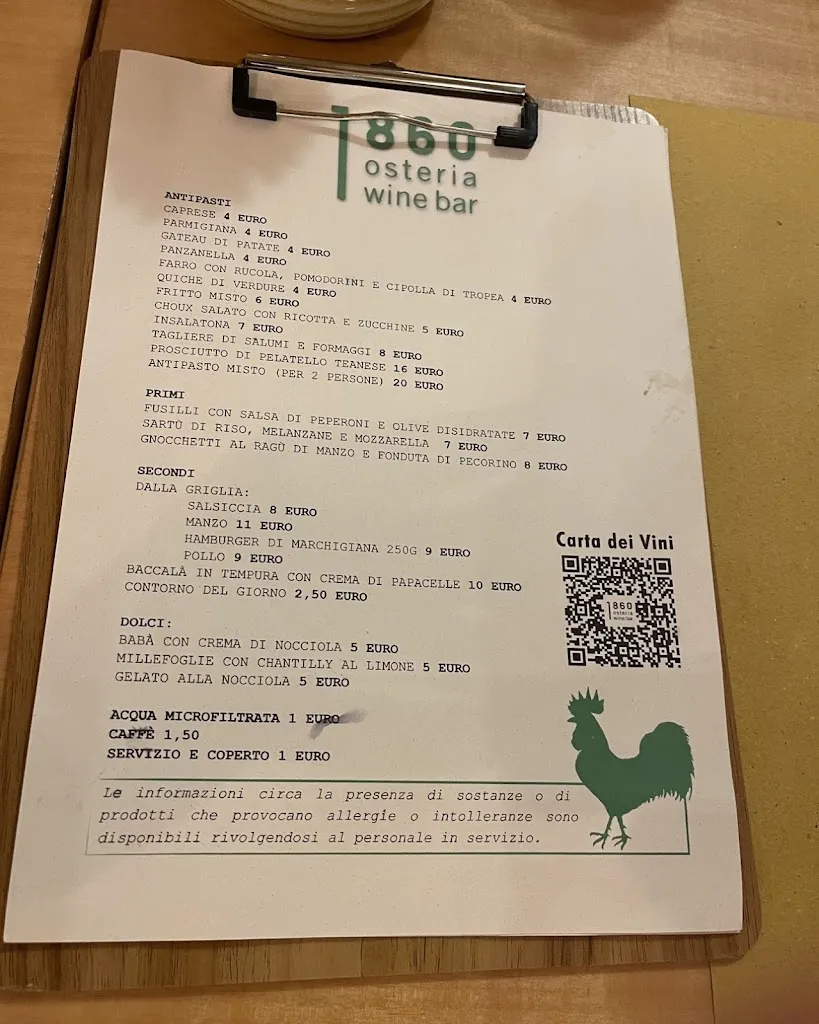 1860
osteria
wine bar
ANTIPASTI
CAPRESE 4 EURO
PARMIGIANA 4 EURO
GATEAU DI PATATE 4 EURO
PANZANELLA 4 EURO
FARRO CON RUCOLA, POMODORINI E CIPOLLA DI TROPEA 4 EURO
QUICHE DI VERDURE 4 EURO
FRITTO MISTO 6 EURO
CHOUX SALATO CON RICOTTA E ZUCCHINE 5 EURO
INSALATONA 7 EURO
TAGLIERE DI SALUMI E FORMAGGI 8 EURO
PROSCIUTTO DI PELATELLO TEANESE 16 EURO
ANTIPASTO MISTO (PER 2 PERSONE) 20 EURO
PRIMI
FUSILLI CON SALSA DI PEPERONI E OLIVE DISIDRATATE 7 EURO
SARTÙ DI RISO, MELANZANE E MOZZARELLA 7 EURO
GNOCCHETTI AL RAGÙ DI MANZO E FONDUTA DI PECORINO 8 EURO
SECONDI
DALLA GRIGLIA:
SALSICCIA 8 EURO
MANZO 11 EURO
HAMBURGER DI MARCHIGIANA 250G 9 EURO
POLLO 9 EURO
BACCALÀ IN TEMPURA CON CREMA DI PAPACELLE 10 EURO
CONTORNO DEL GIORNO 2,50 EURO
Carta dei Vini
1860
osteria
wine bar
DOLCI:
BABÀ CON CREMA DI NOCCIOLA 5 EURO
MILLEFOGLIE CON CHANTILLY AL LIMONE 5 EURO
GELATO ALLA NOCCIOLA 5 EURO
ACQUA MICROFILTRATA 1 EURO
CAFFÈ 1,50
SERVIZIO E COPERTO 1 EURO
Le informazioni circa la presenza di sostanze o di
prodotti che provocano allergie o intolleranze sono
disponibili rivolgendosi al personale in servizio.